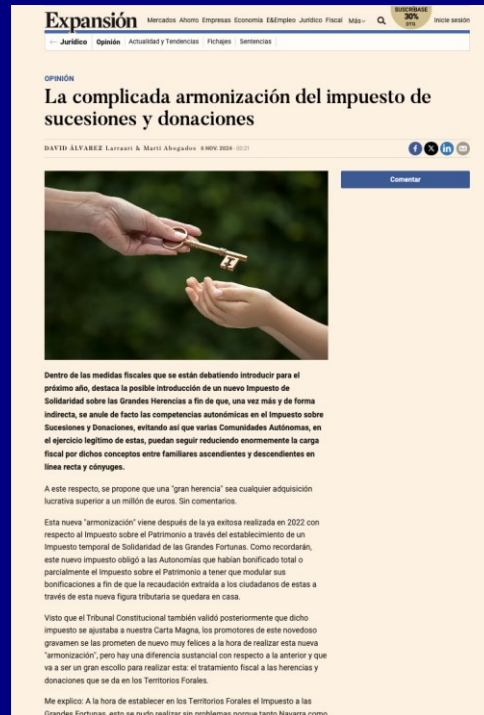 Expansión Mercados Ahorro Empresas Economía E&Empleo Jurídico Fiscal Más SUSCRÍBASE 30% DTO. Inicie sesión
← Jurídico Opinión Actualidad y Tendencias Fichajes Sentencias
OPINIÓN
La complicada armonización del impuesto de
sucesiones y donaciones
DAVID ÁLVAREZ Larrauri & Martí Abogados 4 NOV. 2024 - 00:21
Comentar
Dentro de las medidas fiscales que se están debatiendo introducir para el
próximo año, destaca la posible introducción de un nuevo Impuesto de
Solidaridad sobre las Grandes Herencias a fin de que, una vez más y de forma
indirecta, se anule de facto las competencias autonómicas en el Impuesto sobre
Sucesiones y Donaciones, evitando así que varias Comunidades Autónomas, en
el ejercicio legítimo de estas, puedan seguir reduciendo enormemente la carga
fiscal por dichos conceptos entre familiares ascendientes y descendientes en
línea recta y cónyuges.
A este respecto, se propone que una "gran herencia" sea cualquier adquisición
lucrativa superior a un millón de euros. Sin comentarios.
Esta nueva "armonización" viene después de la ya exitosa realizada en 2022 con
respecto al Impuesto sobre el Patrimonio a través del establecimiento de un
Impuesto temporal de Solidaridad de las Grandes Fortunas. Como recordarán,
este nuevo impuesto obligó a las Autonomías que habían bonificado total o
parcialmente el Impuesto sobre el Patrimonio a tener que modular sus
bonificaciones a fin de que la recaudación extraída a los ciudadanos de estas a
través de esta nueva figura tributaria se quedara en casa.
Visto que el Tribunal Constitucional también validó posteriormente que dicho
impuesto se ajustaba a nuestra Carta Magna, los promotores de este novedoso
gravamen se las prometen de nuevo muy felices a la hora de realizar esta nueva
"armonización", pero hay una diferencia sustancial con respecto a la anterior y que
va a ser un gran escollo para realizar esta: el tratamiento fiscal a las herencias y
donaciones que se da en los Territorios Forales.
Me explico: A la hora de establecer en los Territorios Forales el Impuesto a las
Grandes Fortunas, esto se pudo realizar sin problemas porque tanto Navarra como